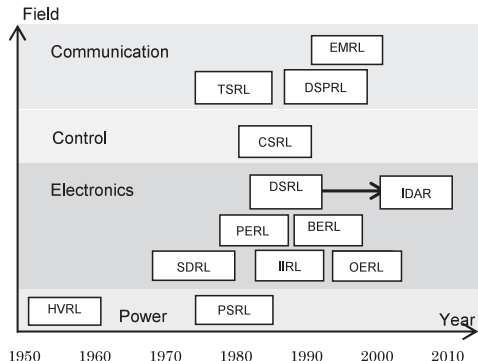 Field
Communication
EMRL
TSRL
DSPRL
Control
CSRL
Electronics
DSRL
IDAR
PERL
BERL
SDRL
IIRL
OERL
HVRL
Power
PSRL
Year
1950 1960 1970 1980 1990 2000 2010